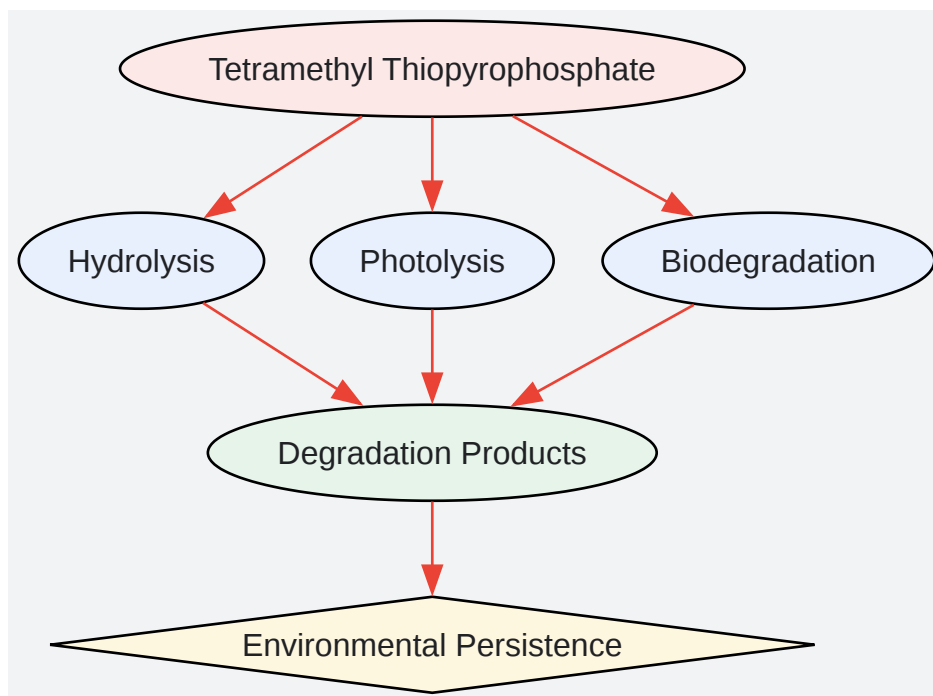 Tetramethyl Thiopyrophosphate
Hydrolysis
Photolysis
Biodegradation
Degradation Products
Environmental Persistence